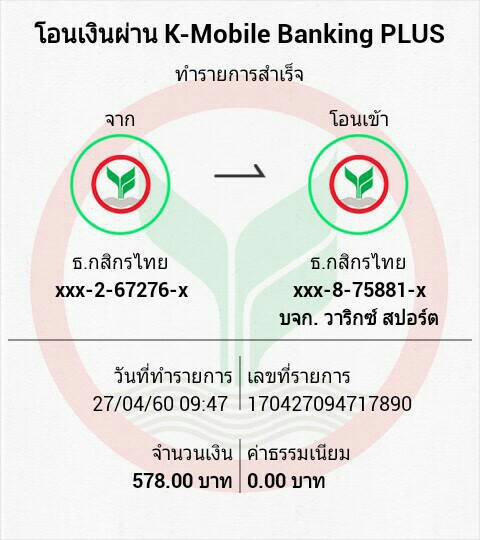 โอนเงินผ่าน K-Mobile Banking PLUS
ทำรายการสำเร็จ
จาก
โอนเข้า
ธ.กสิกรไทย
xxx-2-67276-x
ธ.กสิกรไทย
xxx-8-75881-x
บจก. วาริกซ์ สปอร์ต
วันที่ทำรายการ
27/04/60 09:47
เลขที่รายการ
170427094717890
จำนวนเงิน
578.00 บาท
ค่าธรรมเนียม
0.00 บาท